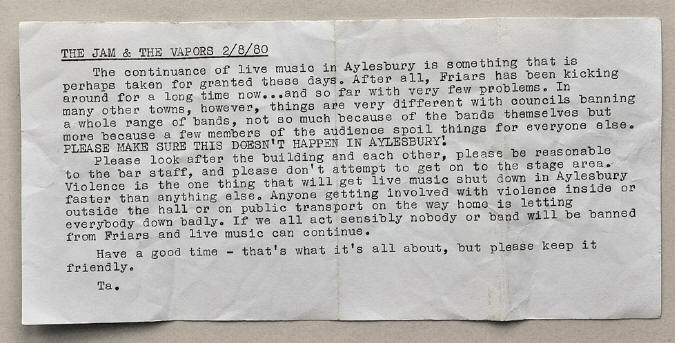 THE JAM & THE VAPORS 2/8/80
The continuance of live music in Aylesbury is something that is
perhaps taken for granted these days. After all, Friars has been kicking
around for a long time now...and so far with very few problems. In
many other towns, however, things are very different with councils banning
a whole range of bands, not so much because of the bands themselves but
more because a few members of the audience spoil things for everyone else.
PLEASE MAKE SURE THIS DOESN'T HAPPEN IN AYLESBURY!
Please look after the building and each other, please be reasonable
to the bar staff, and please don't attempt to get on to the stage area.
Violence is the one thing that will get live music shut down in Aylesbury
faster than anything else. Anyone getting involved with violence inside or
outside the hall or on public transport on the way home is letting
everybody down badly. If we all act sensibly nobody or band will be banned
from Friars and live music can continue.
Have a good time - that's what it's all about, but please keep it
friendly.
Ta.